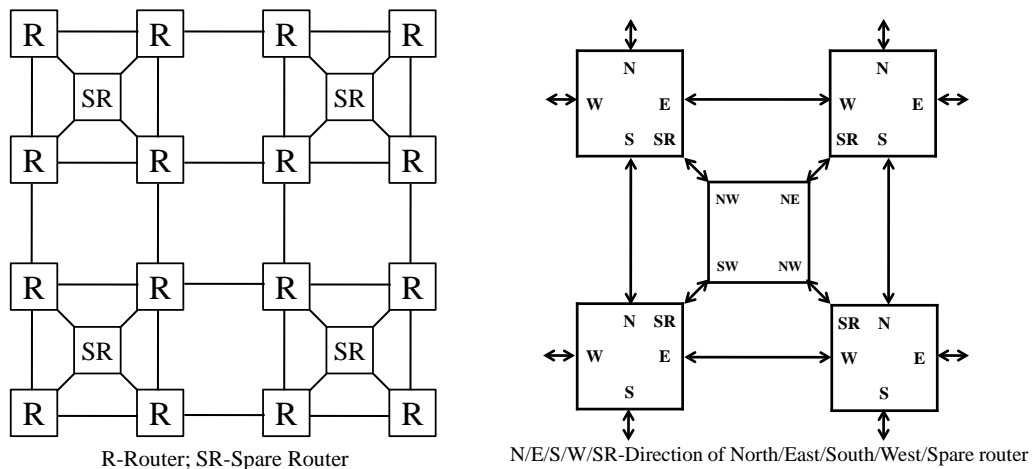 R R R R
SR SR
R R R R
R R R R
SR SR
R R R R
R-Router; SR-Spare Router
N N
W E W E
S SR SR S
NW NE
SW NW
N SR SR N
W E W E
S S
N/E/S/W/SR-Direction of North/East/South/West/Spare router